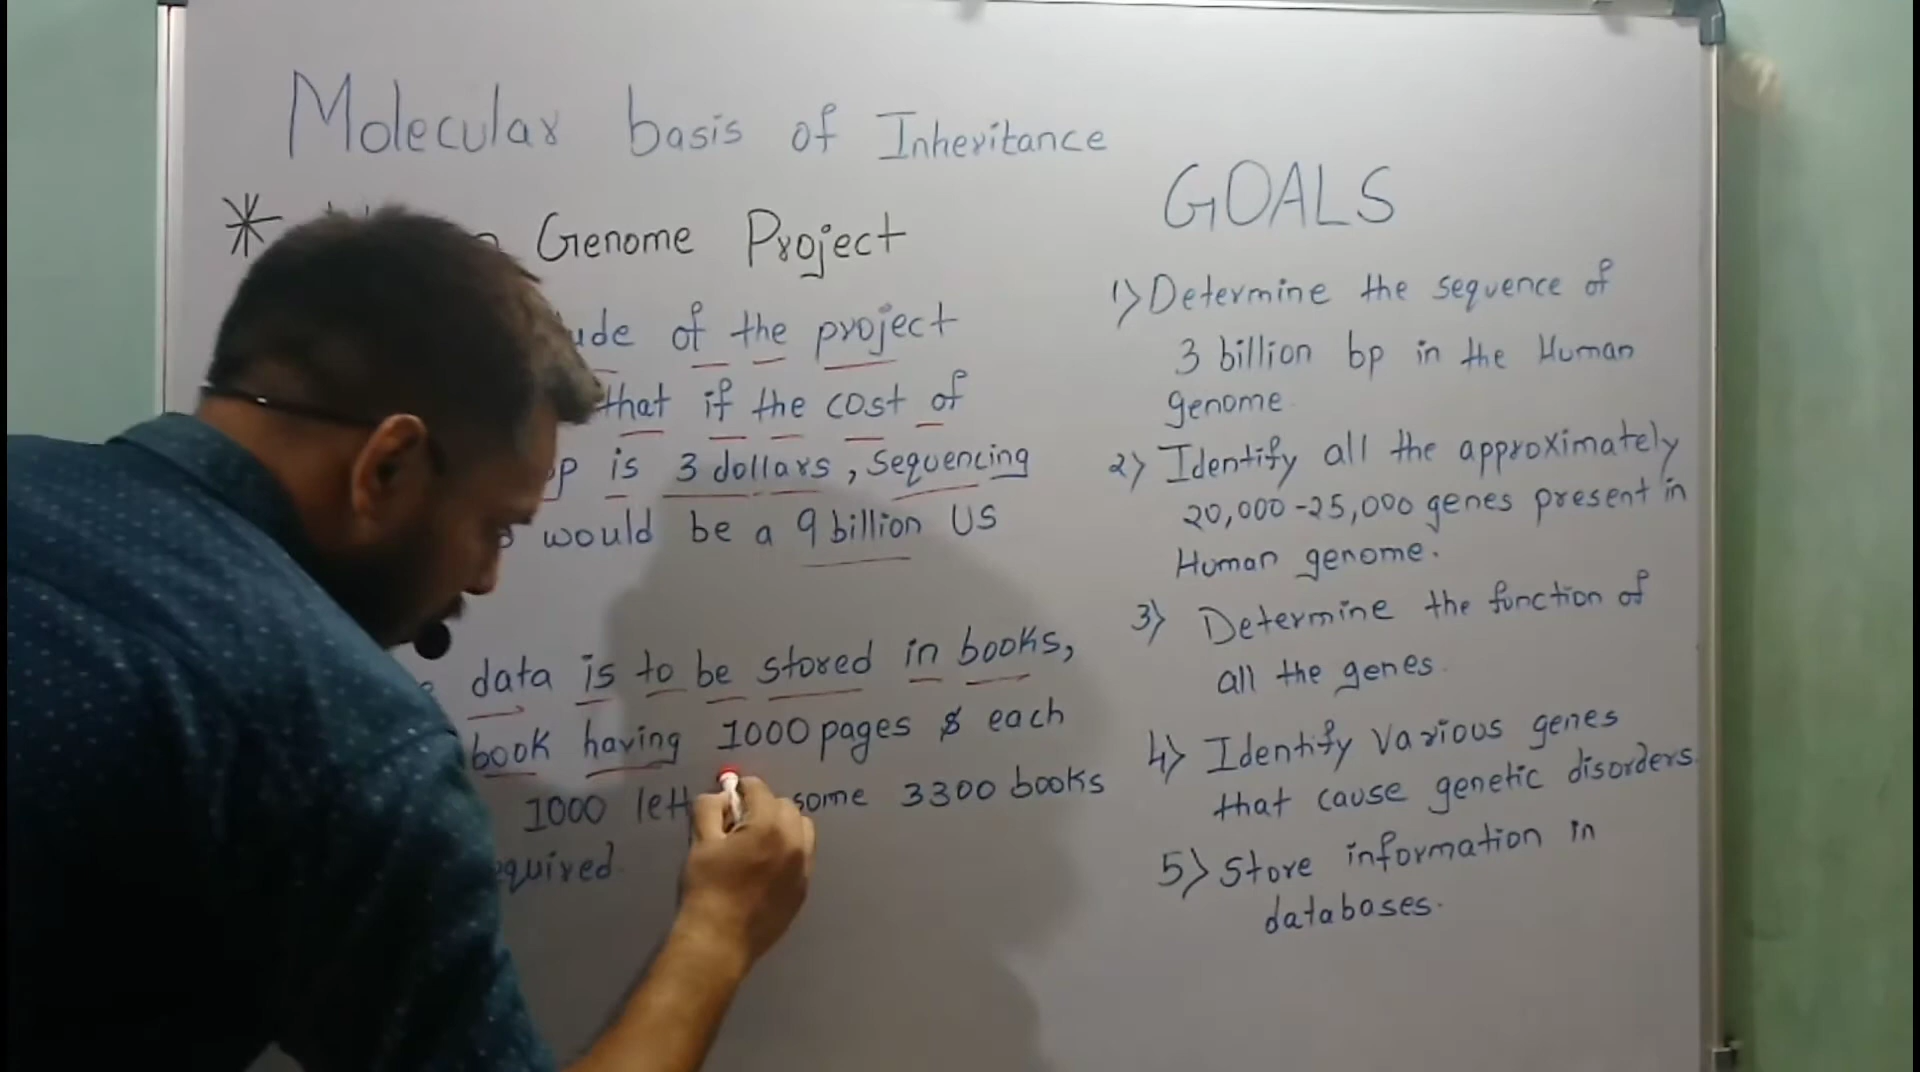 Molecular basis of Inheritance
* Genome Project
of the project
that if the cost of
is 3 dollars, Sequencing
would be a 9 billion US
data is to be stored in books,
book having 1000 pages & each
1000 some 3300 books
GOALS
1) Determine the sequence of
3 billion bp in the Human
genome.
2) Identify all the approximately
20,000-25,000 genes present in
Human genome.
3) Determine the function of
all the genes.
4) Identify various genes
that cause genetic disorders.
5) Store information in
databases.